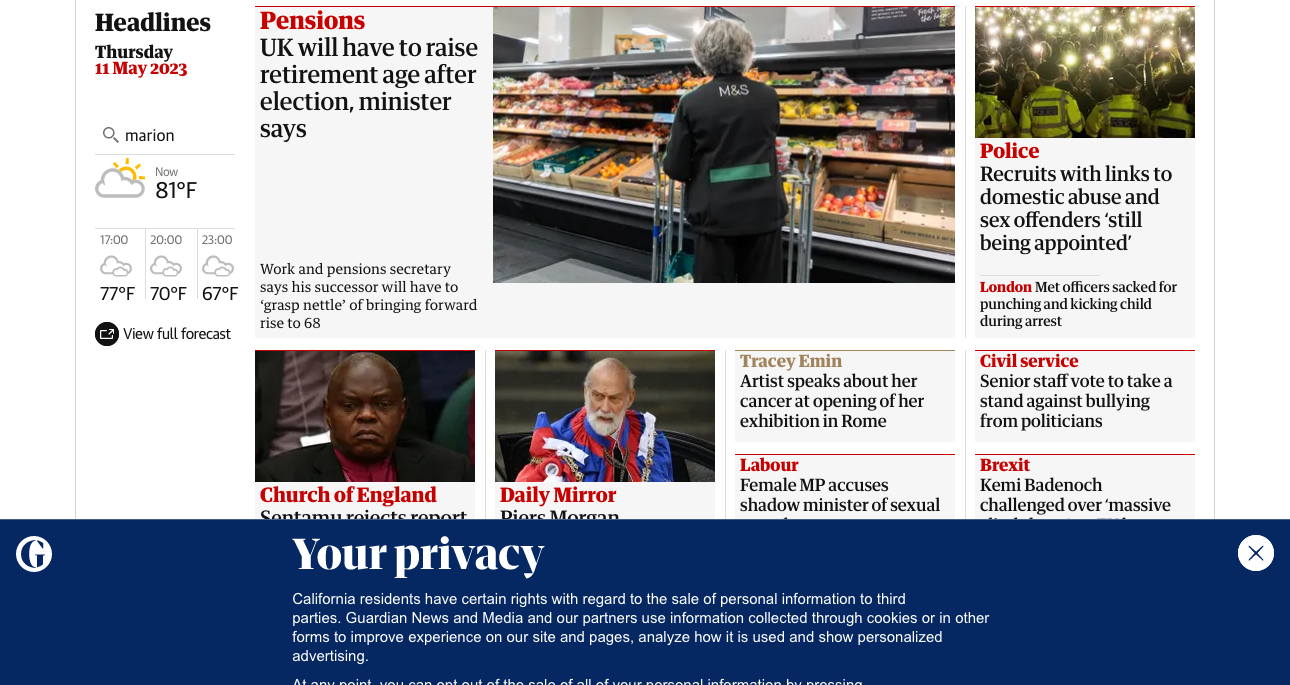 Headlines
Thursday
11 May 2023
marion
Now
81°F
17:00
20:00
23:00
77°F
70°F
67°F
View full forecast
Pensions
UK will have to raise
retirement age after
election, minister
says
Work and pensions secretary
says his successor will have to
‘grasp nettle’ of bringing forward
rise to 68
M&S
Police
Recruits with links to
domestic abuse and
sex offenders ‘still
being appointed’
London Met officers sacked for
punching and kicking child
during arrest
Church of England
Sentamu rejects report
Daily Mirror
Piers Morgan
Tracey Emin
Artist speaks about her
cancer at opening of her
exhibition in Rome
Labour
Female MP accuses
shadow minister of sexual
Civil service
Senior staff vote to take a
stand against bullying
from politicians
Brexit
Kemi Badenoch
challenged over ‘massive
Your privacy
California residents have certain rights with regard to the sale of personal information to third
parties. Guardian News and Media and our partners use information collected through cookies or in other
forms to improve experience on our site and pages, analyze how it is used and show personalized
advertising.
At any point, you can opt out of the sale of all of your personal information by pressing